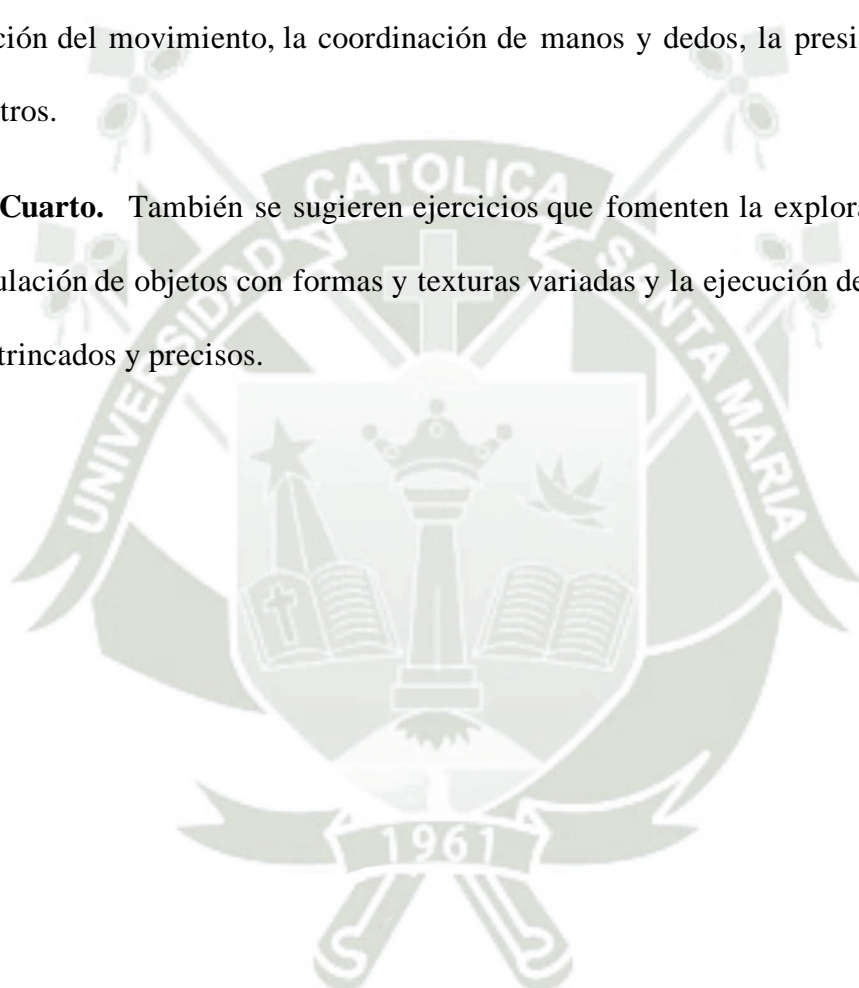 ción del movimiento, la coordinación de manos y dedos, la presi
tros.
Cuarto. También se sugieren ejercicios que fomenten la explora
ulación de objetos con formas y texturas variadas y la ejecución de
trincados y precisos.
UNIVERSIDAD CATOLICA SANTA MARIA
1961